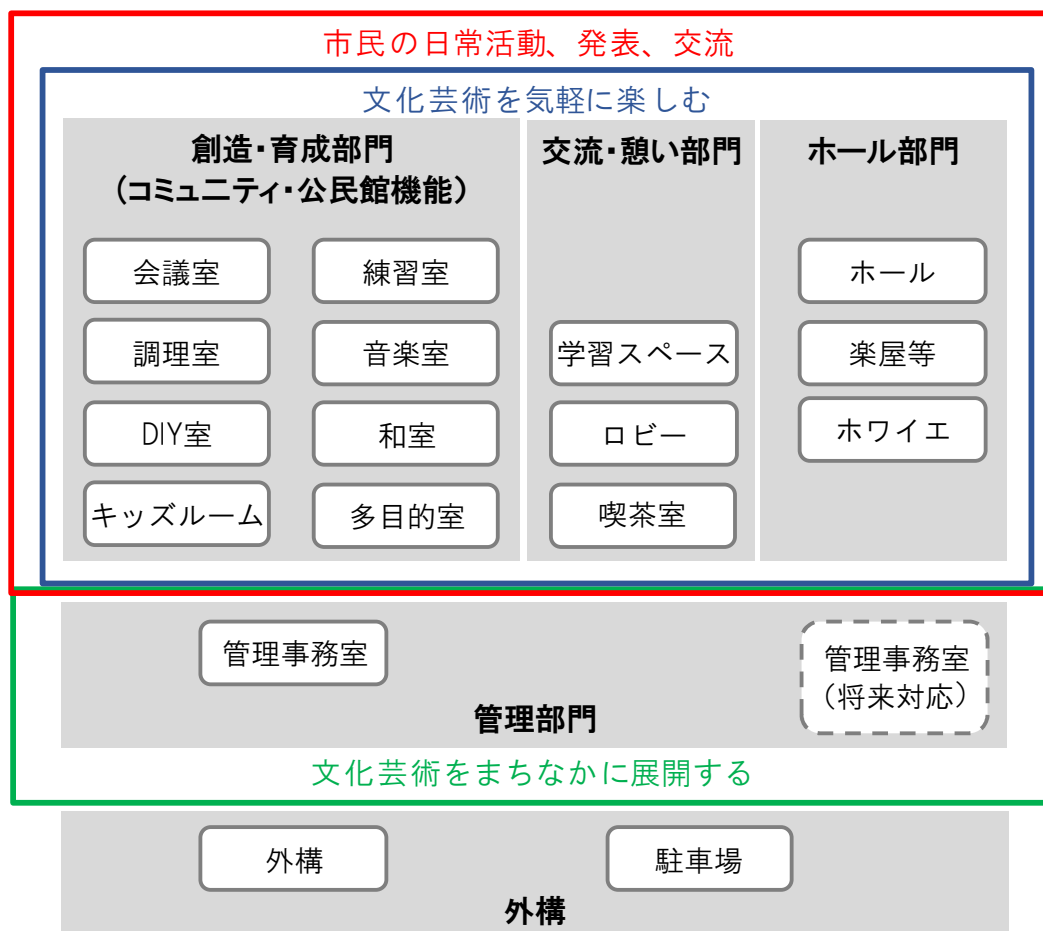 市民の日常活動、発表、交流
文化芸術を気軽に楽しむ
創造・育成部門
（コミュニティ・公民館機能）
会議室
練習室
調理室
音楽室
DIY室
和室
キッズルーム
多目的室
交流・憩い部門
学習スペース
ロビー
喫茶室
ホール部門
ホール
楽屋等
ホワイエ
管理事務室
管理事務室
（将来対応）
管理部門
文化芸術をまちなかに展開する
外構
駐車場
外構